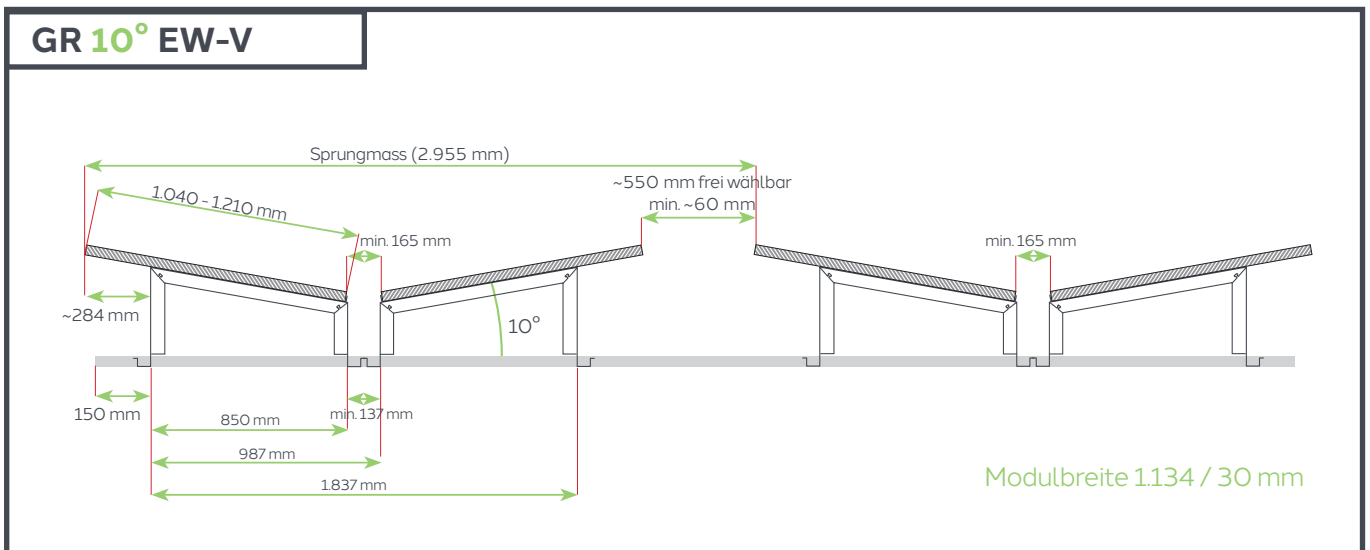 GR 10° EW-V
Sprungmass (2.955 mm)
~550 mm frei wählbar
min. ~60 mm
1.040 - 1.210 mm
min. 165 mm
min. 165 mm
~284 mm
10°
150 mm
850 mm
min. 137 mm
987 mm
1.837 mm
Modulbreite 1.134 / 30 mm